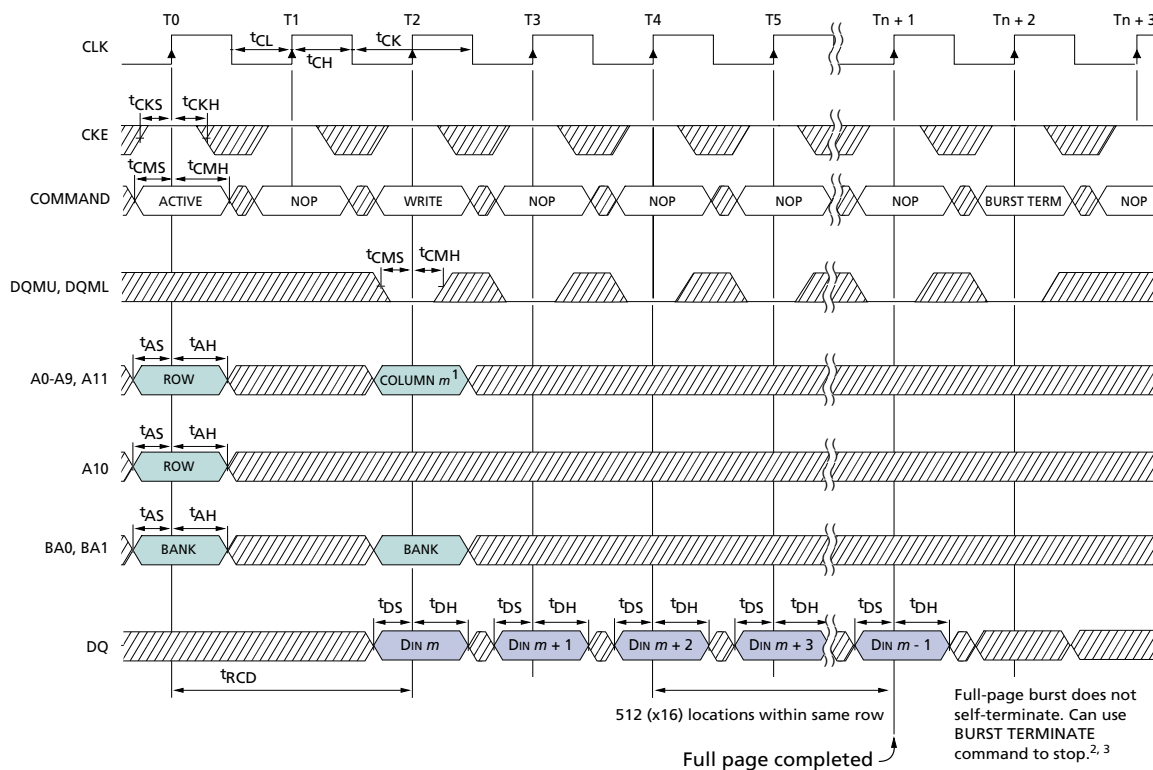 T0 T1 T2 T3 T4 T5 Tn + 1 Tn + 2 Tn + 3
CLK
tCL tCK
tCH
tCKS tCKH
CKE
tCMS tCMH
COMMAND ACTIVE NOP WRITE NOP NOP NOP NOP BURST TERM NOP
tCMS tCMH
DQMU, DQML
tAS tAH
A0-A9, A11 ROW COLUMN m1
tAS tAH
A10 ROW
tAS tAH
BA0, BA1 BANK BANK
tDS tDH tDS tDH tDS tDH tDS tDH tDS tDH
DQ DIN m DIN m + 1 DIN m + 2 DIN m + 3 DIN m - 1
tRCD
512 (x16) locations within same row
Full page completed
Full-page burst does not
self-terminate. Can use
BURST TERMINATE
command to stop.2, 3